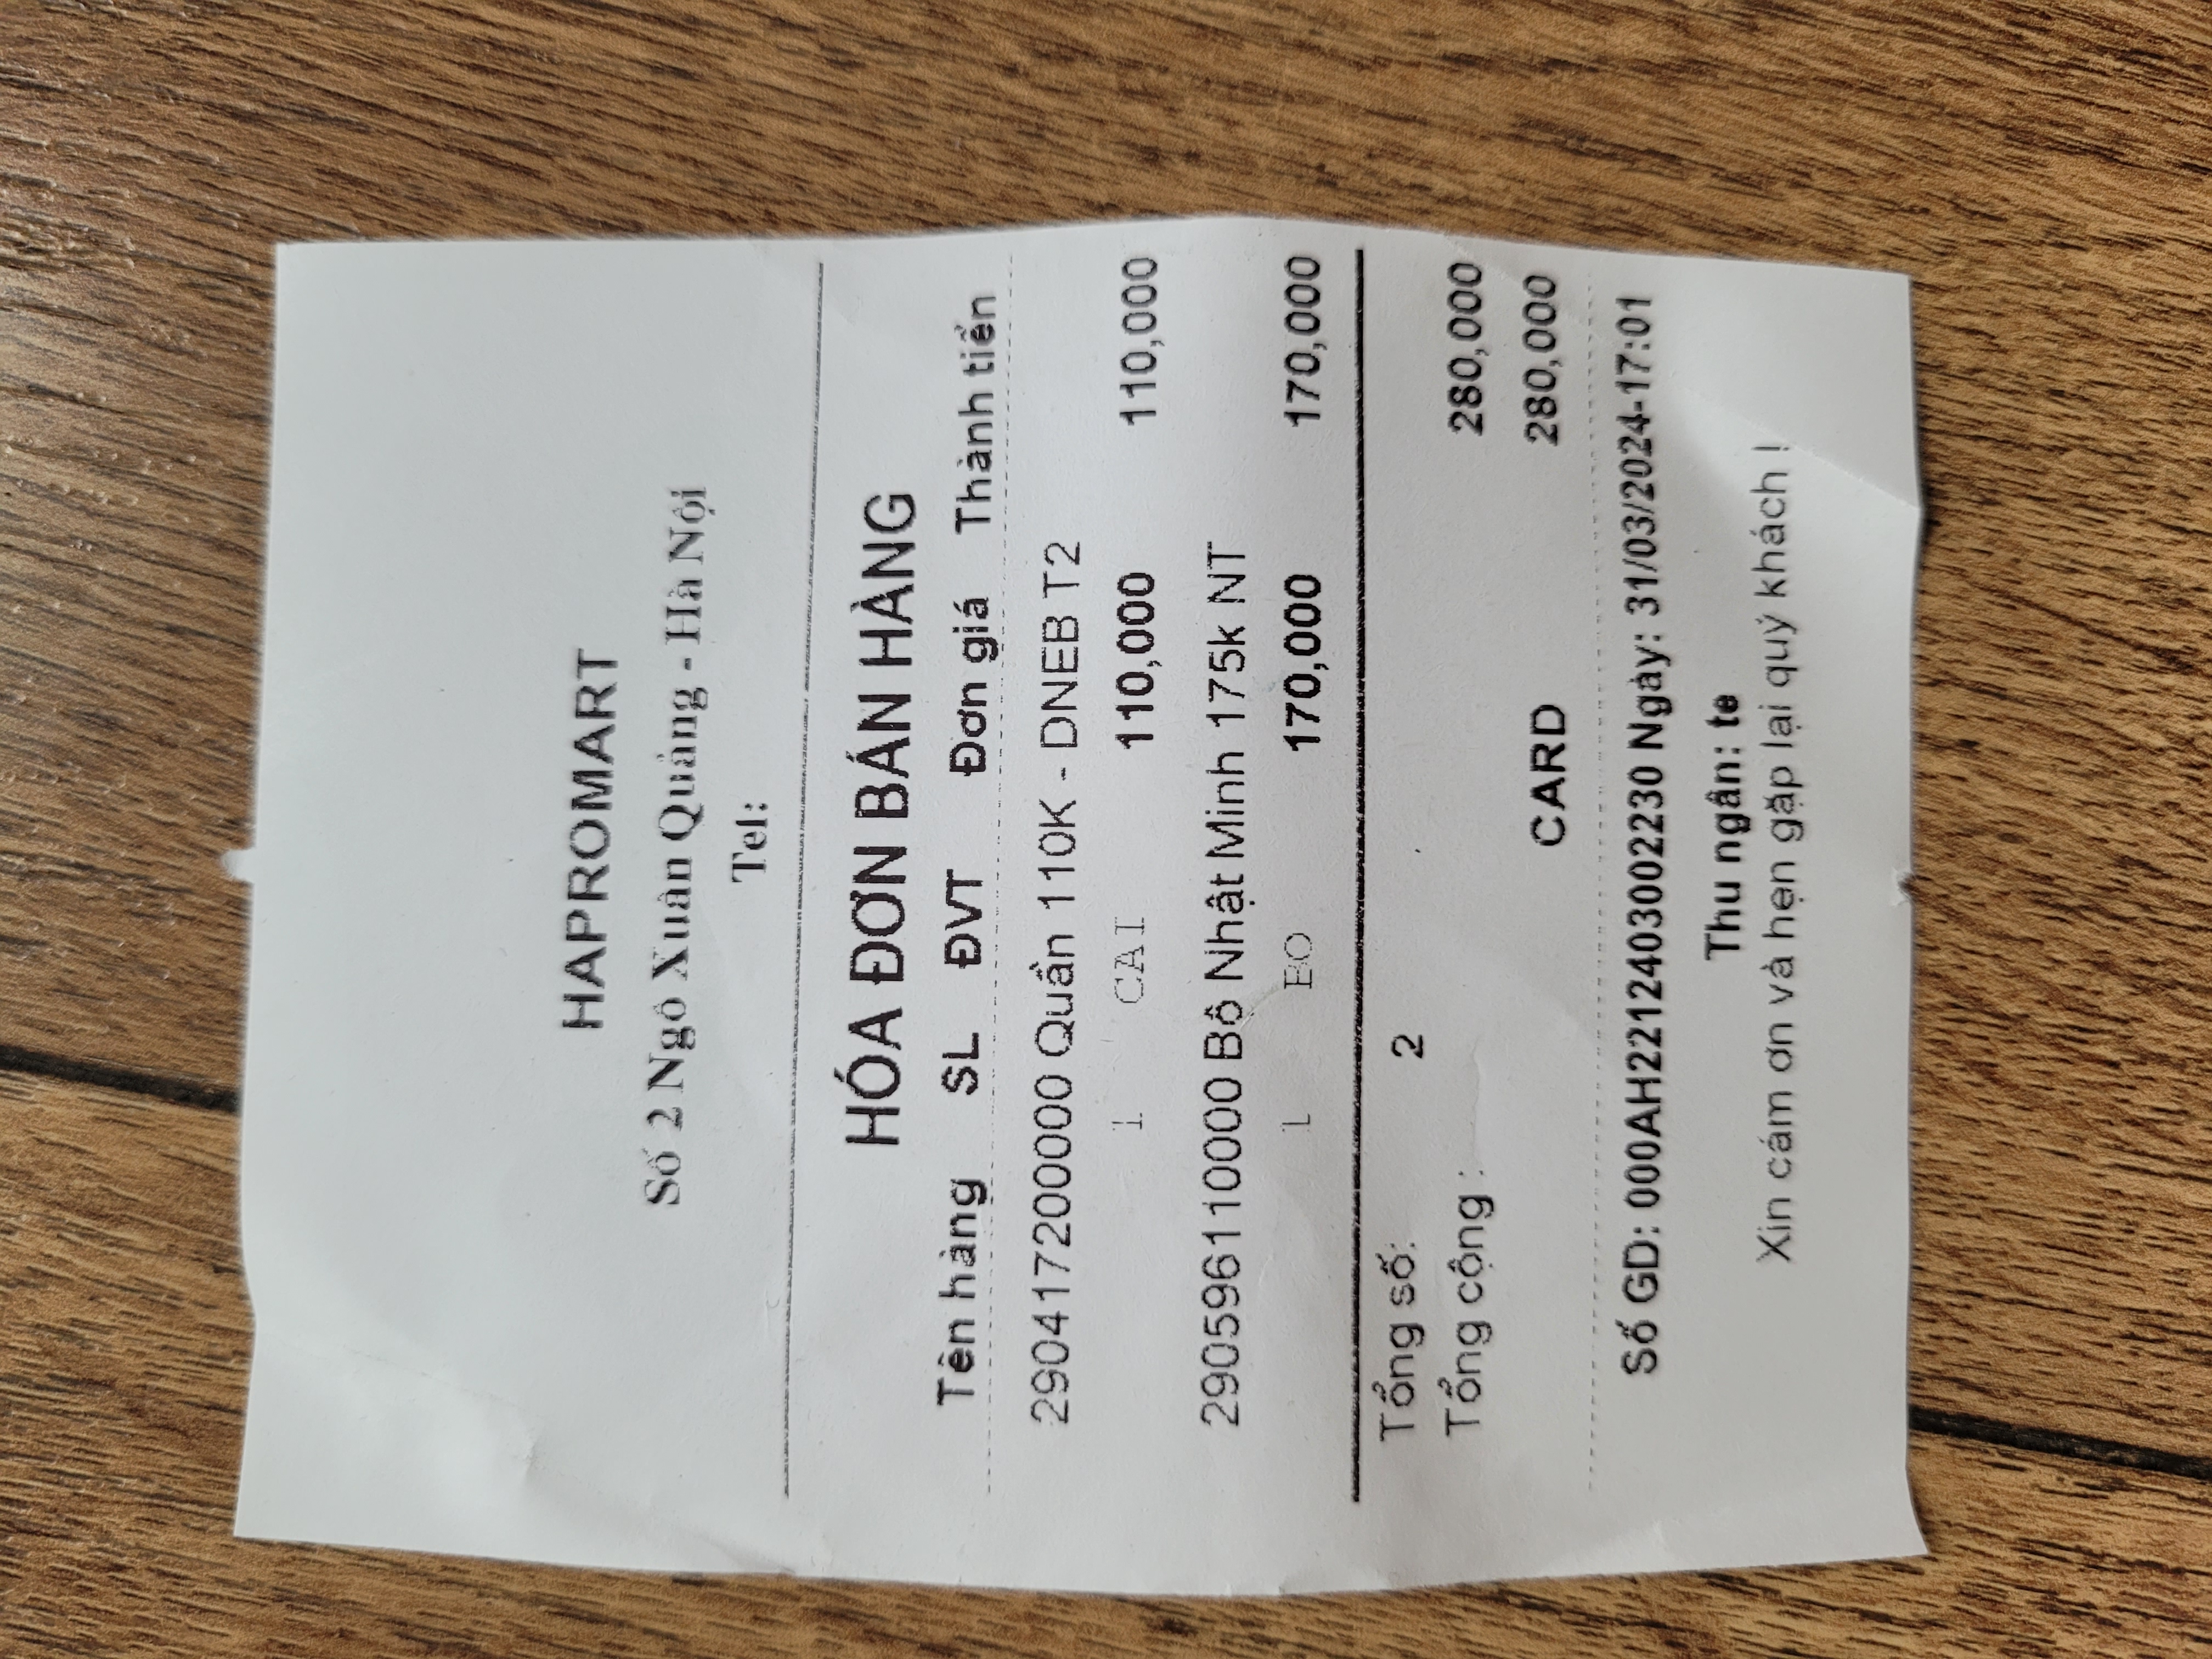 HAPROMART
Số 2 Ngô Xuân Quảng - Hà Nội
Tel:
HÓA ĐƠN BÁN HÀNG
Tên hàng SL ĐVT Đơn giá Thành tiền
290417200000 Quần 110K - DNEB T2
1 CAI 110,000 110,000
290596110000 Bộ Nhật Minh 175k NT
1 BO 170,000 170,000
Tổng số: 2
Tổng cộng : 280,000
CARD 280,000
Số GD: 000AH2212403002230 Ngày: 31/03/2024-17:01
Thu ngân: te
Xin cám ơn và hẹn gặp lại quý khách !